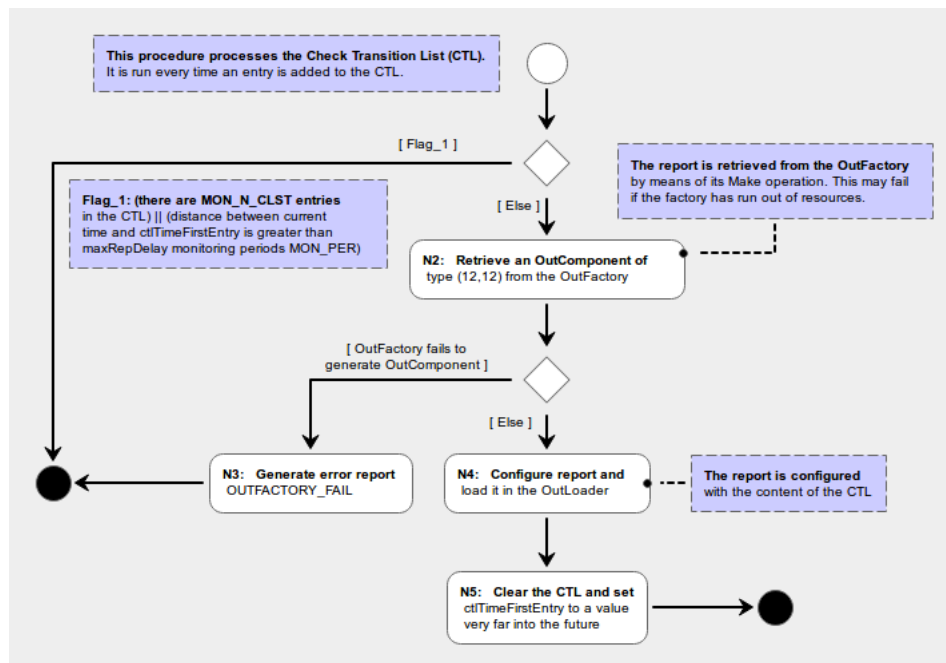 This procedure processes the Check Transition List (CTL).
It is run every time an entry is added to the CTL.
[ Flag_1 ]
The report is retrieved from the OutFactory
by means of its Make operation. This may fail
if the factory has run out of resources.
Flag_1: (there are MON_N_CLST entries
in the CTL) || (distance between current
time and ctlTimeFirstEntry is greater than
maxRepDelay monitoring periods MON_PER)
[ Else ]
N2: Retrieve an OutComponent of
type (12,12) from the OutFactory
[ OutFactory fails to
generate OutComponent ]
[ Else ]
N3: Generate error report
OUTFACTORY_FAIL
N4: Configure report and
load it in the OutLoader
The report is configured
with the content of the CTL
N5: Clear the CTL and set
ctlTimeFirstEntry to a value
very far into the future